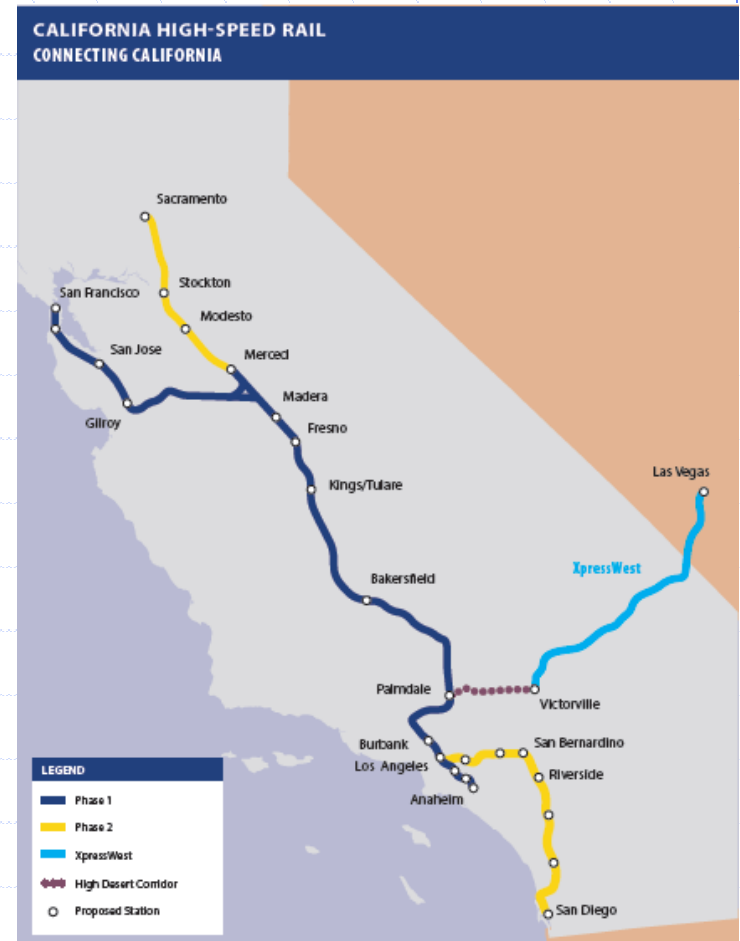 CALIFORNIA HIGH-SPEED RAIL
CONNECTING CALIFORNIA
Sacramento
Stockton
San Francisco
Modesto
San Jose
Merced
Madera
Gilroy
Fresno
Las Vegas
Kings/Tulare
XpressWest
Bakersfield
Palmdale
Victorville
Burbank
San Bernardino
Los Angeles
Riverside
Anaheim
LEGEND
Phase 1
Phase 2
XpressWest
High Desert Corridor
Proposed Station
San Diego